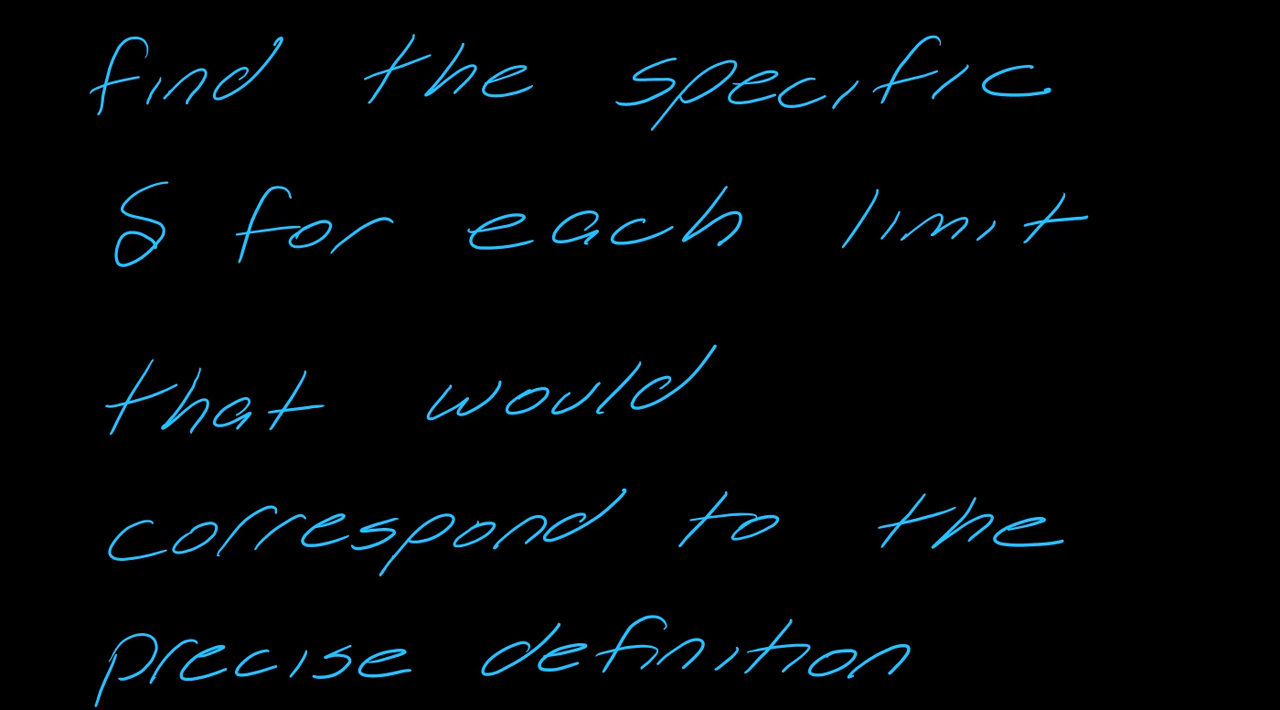 find the specific
δ for each limit
that would
correspond to the
precise definition